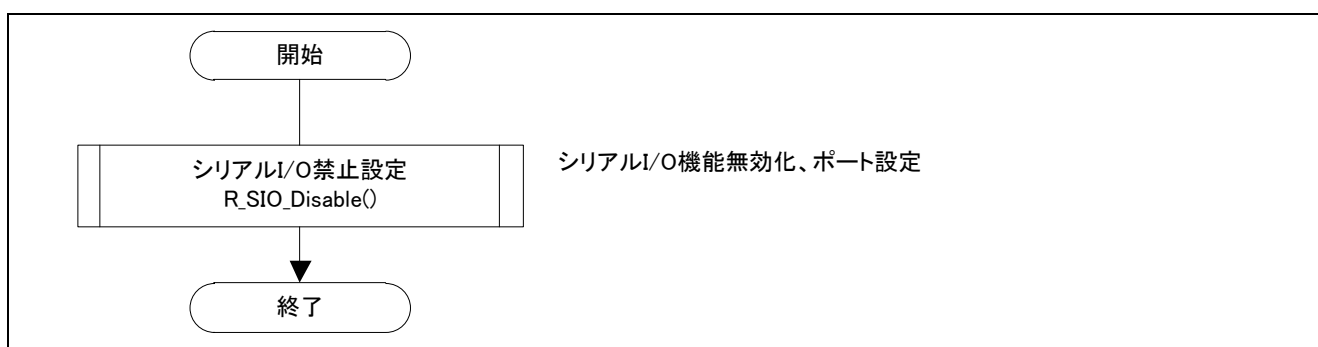 開始
シリアルI/O禁止設定
R_SIO_Disable()
シリアルI/O機能無効化、ポート設定
終了